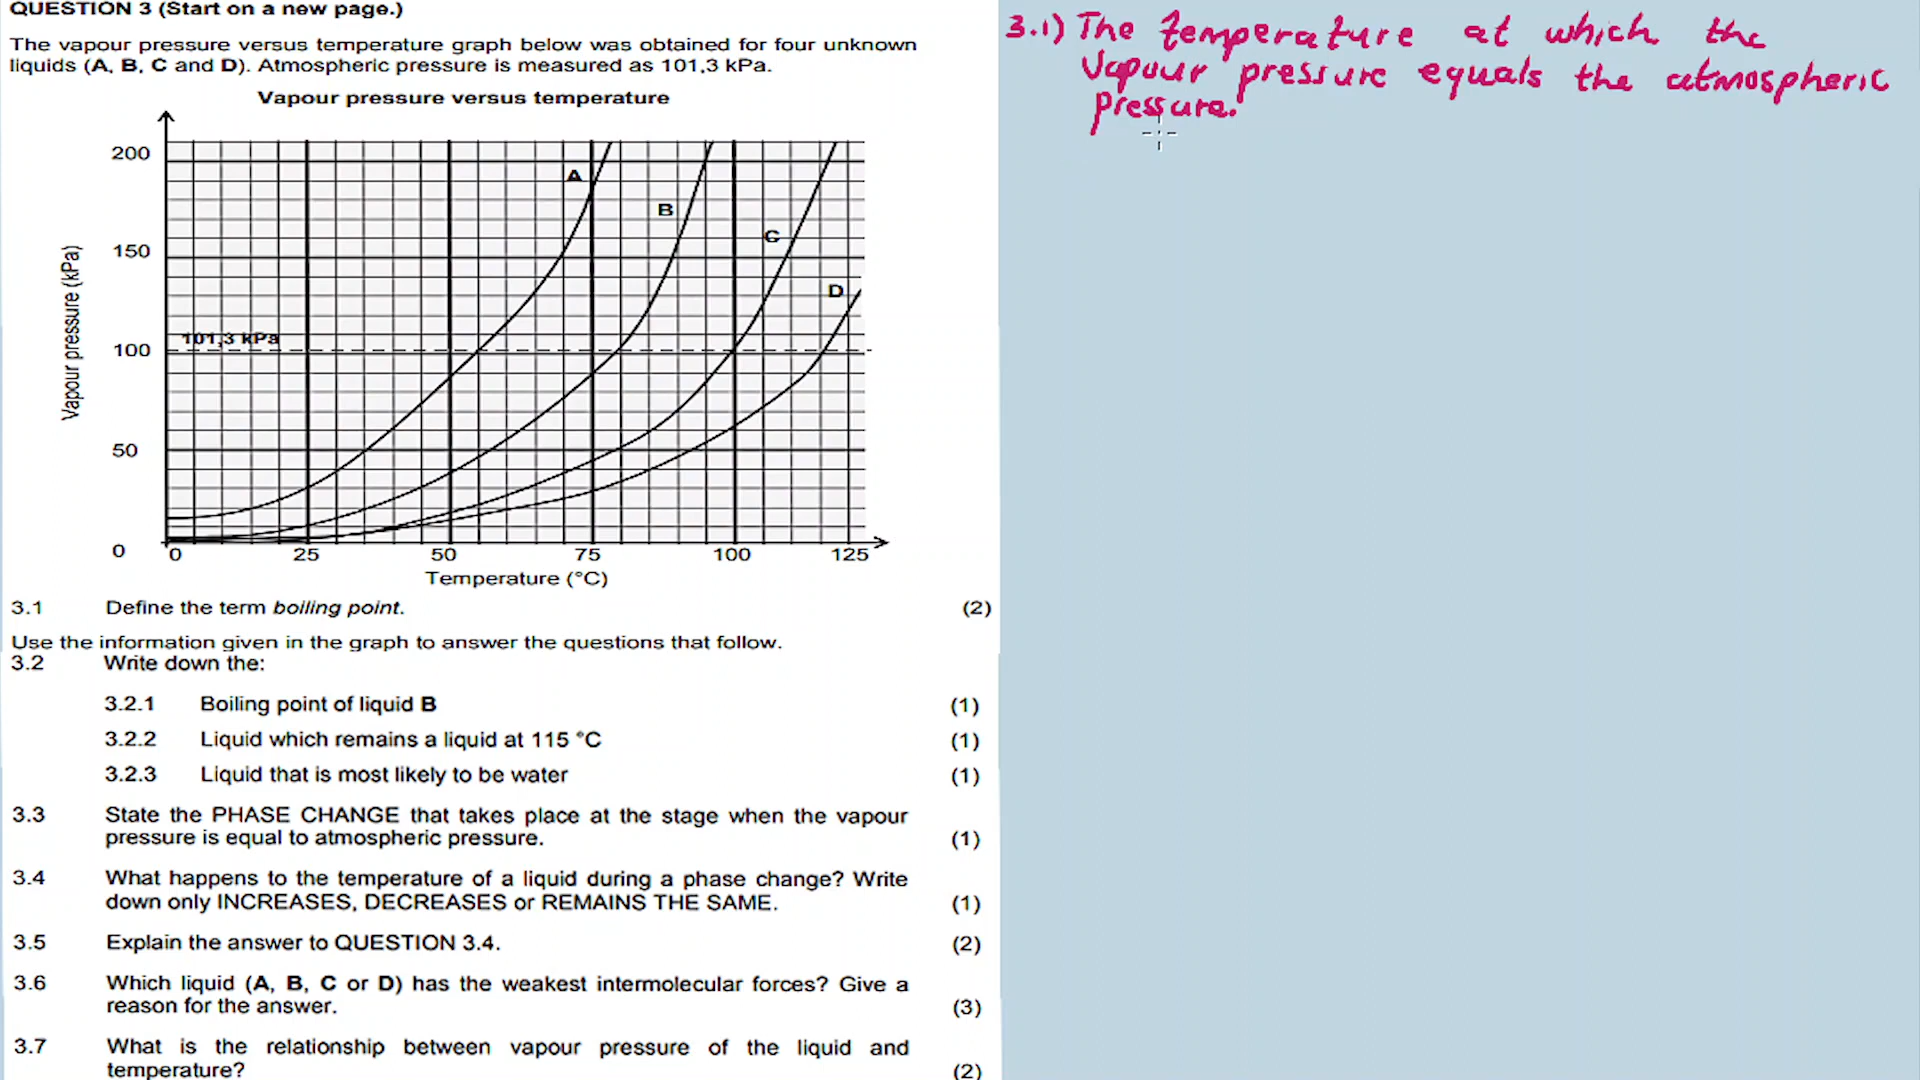 QUESTION 3 (Start on a new page.)
The vapour pressure versus temperature graph below was obtained for four unknown
liquids (A, B, C and D). Atmospheric pressure is measured as 101,3 kPa.
Vapour pressure versus temperature
200
150
100
50
0
Vapour pressure (kPa)
101,3 kPa
A
B
C
D
0 25 50 75 100 125
Temperature (°C)
3.1 Define the term boiling point. (2)
Use the information given in the graph to answer the questions that follow.
3.2 Write down the:
3.2.1 Boiling point of liquid B (1)
3.2.2 Liquid which remains a liquid at 115 °C (1)
3.2.3 Liquid that is most likely to be water (1)
3.3 State the PHASE CHANGE that takes place at the stage when the vapour
pressure is equal to atmospheric pressure. (1)
3.4 What happens to the temperature of a liquid during a phase change? Write
down only INCREASES, DECREASES or REMAINS THE SAME. (1)
3.5 Explain the answer to QUESTION 3.4. (2)
3.6 Which liquid (A, B, C or D) has the weakest intermolecular forces? Give a
reason for the answer. (3)
3.7 What is the relationship between vapour pressure of the liquid and
temperature? (2)
3.1) The temperature at which the
Vapour pressure equals the atmospheric
pressure.